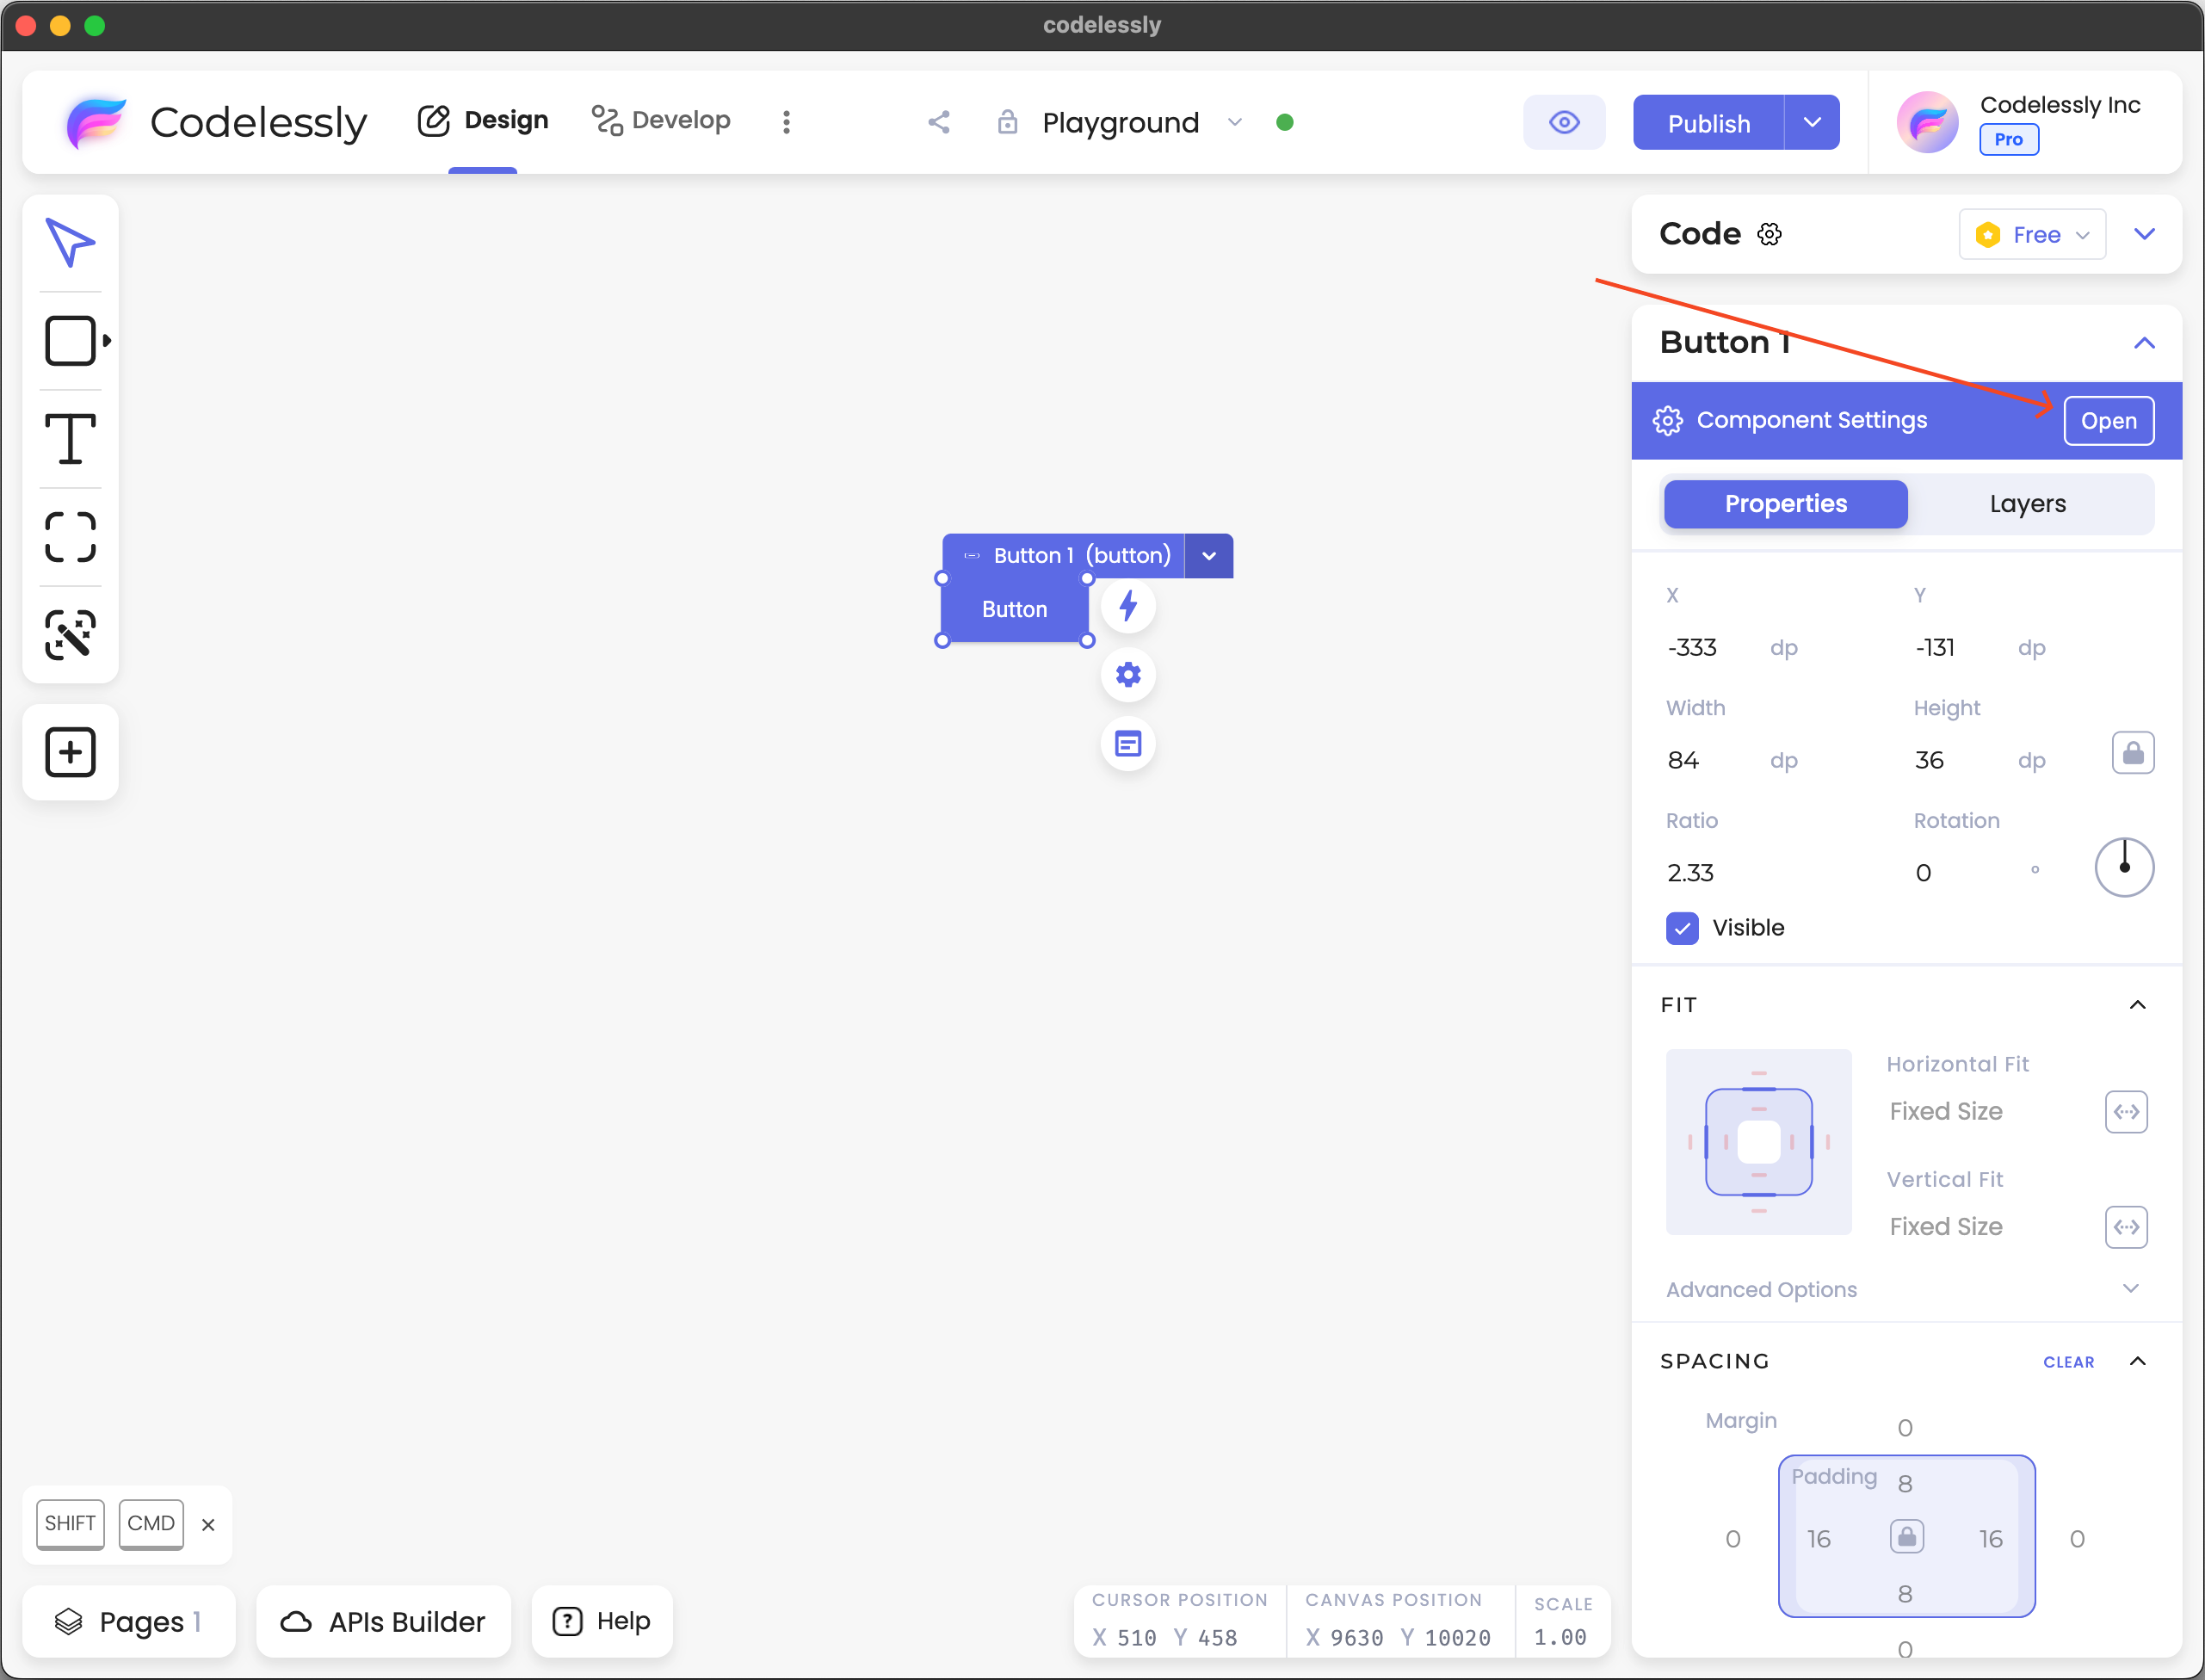 codelessly
Codelessly
Design
Develop
Playground
Publish
Codelessly Inc
Pro
Code
Free
Button 1
Component Settings
Open
Properties
Layers
Button 1 (button)
Button
X
Y
-333 dp
-131 dp
Width
Height
84 dp
36 dp
Ratio
Rotation
2.33
0 °
Visible
FIT
Horizontal Fit
Fixed Size
Vertical Fit
Fixed Size
Advanced Options
SPACING
CLEAR
Margin
0
Padding
8
0
16
16
0
8
0
SHIFT
CMD
Pages 1
APIs Builder
? Help
CURSOR POSITION
X 510 Y 458
CANVAS POSITION
X 9630 Y 10020
SCALE
1.00